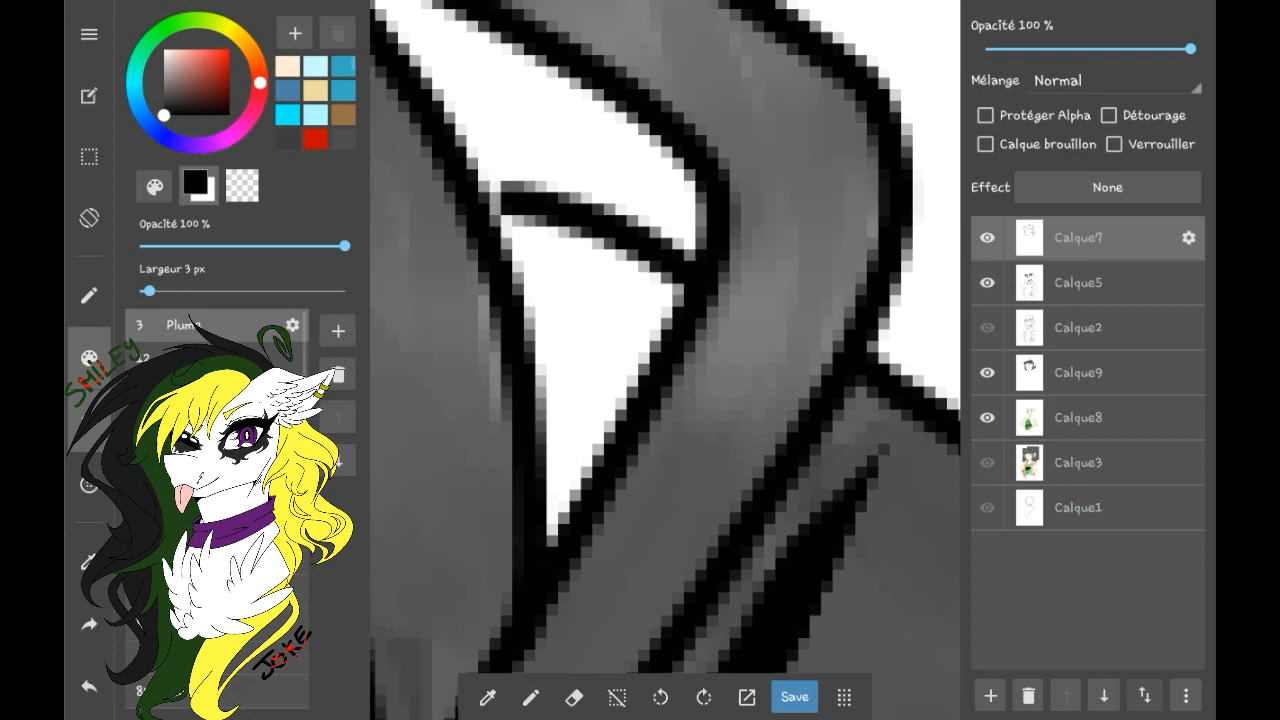 Opacité 100 %
Mélange Normal
Protéger Alpha Détourage
Calque brouillon Verrouiller
Effect None
Opacité 100 %
Largeur 3 px
3 Plume
Calque7
Calque5
Calque2
Calque9
Calque8
Calque3
Calque1
SMILEY
JOKE
Save